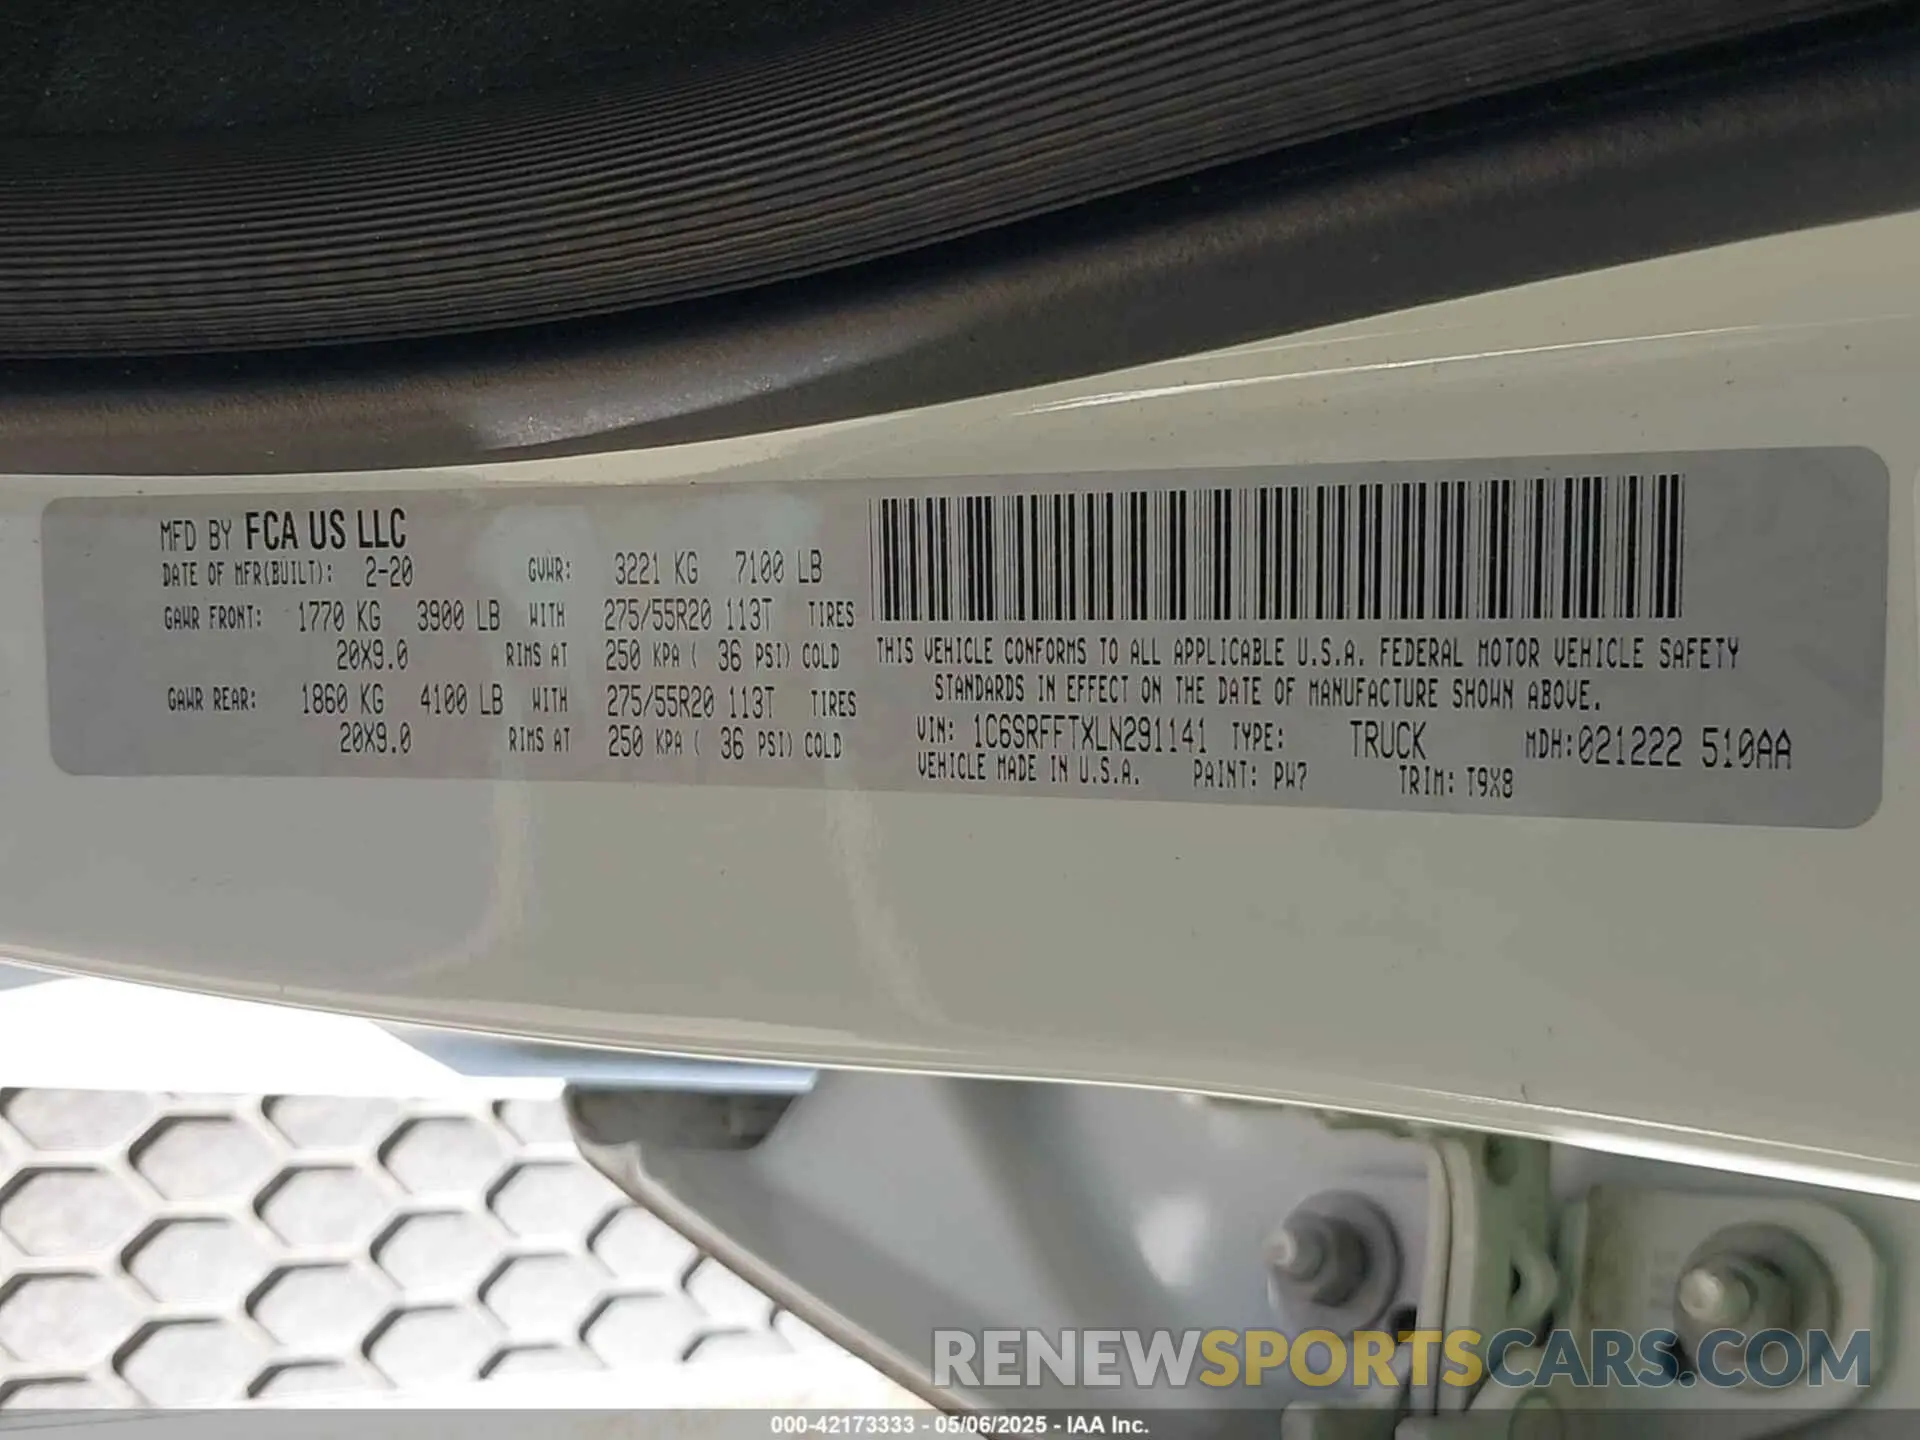 MFD BY FCA US LLC
DATE OF MFR(BUILT): 2-20 GVWR: 3221 KG 7100 LB
GAWR FRONT: 1770 KG 3900 LB WITH 275/55R20 113T TIRES
20X9.0 RIMS AT 250 KPA ( 36 PSI) COLD
GAWR REAR: 1860 KG 4100 LB WITH 275/55R20 113T TIRES
20X9.0 RIMS AT 250 KPA ( 36 PSI) COLD
THIS VEHICLE CONFORMS TO ALL APPLICABLE U.S.A. FEDERAL MOTOR VEHICLE SAFETY
STANDARDS IN EFFECT ON THE DATE OF MANUFACTURE SHOWN ABOVE.
VIN: 1C6SRFFTXLN291141 TYPE: TRUCK MDH:021222 510AA
VEHICLE MADE IN U.S.A. PAINT: PW7 TRIM: T9X8
RENEWSPORTSCARS.COM
000-42173333 - 05/06/2025 - IAA Inc.